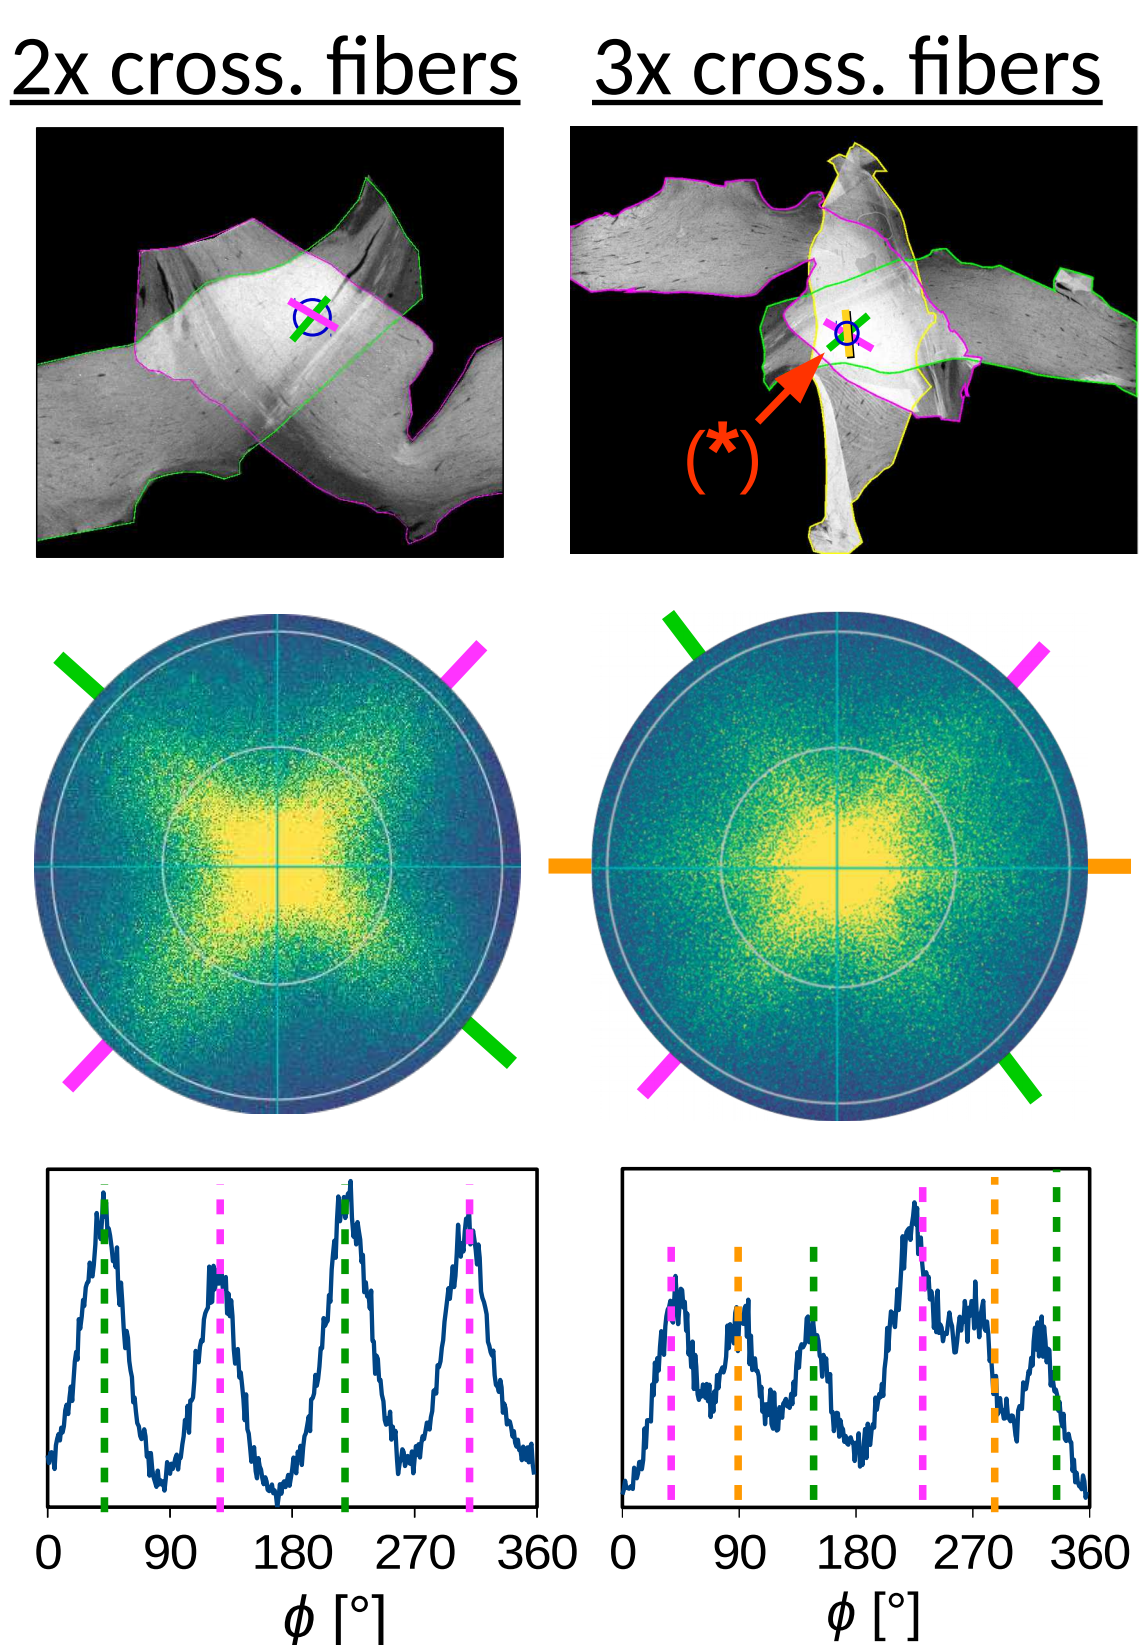 2x cross. fibers
3x cross. fibers
(*)
0 90 180 270 360
0 90 180 270 360
ϕ [°]
ϕ [°]